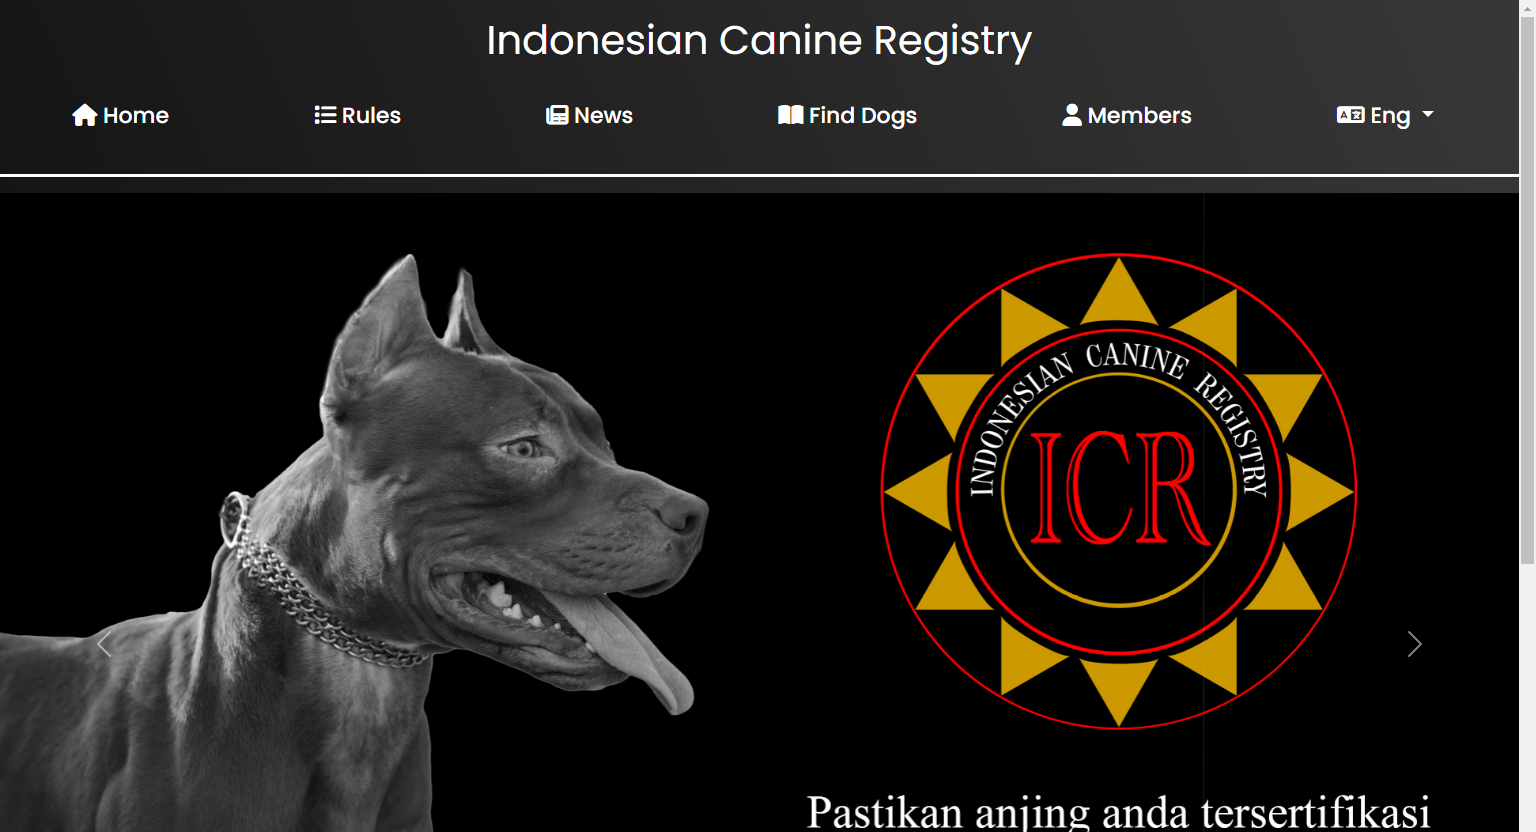 Indonesian Canine Registry
Home
Rules
News
Find Dogs
Members
Eng
INDONESIAN CANINE REGISTRY
ICR
Pastikan anjing anda tersertifikasi